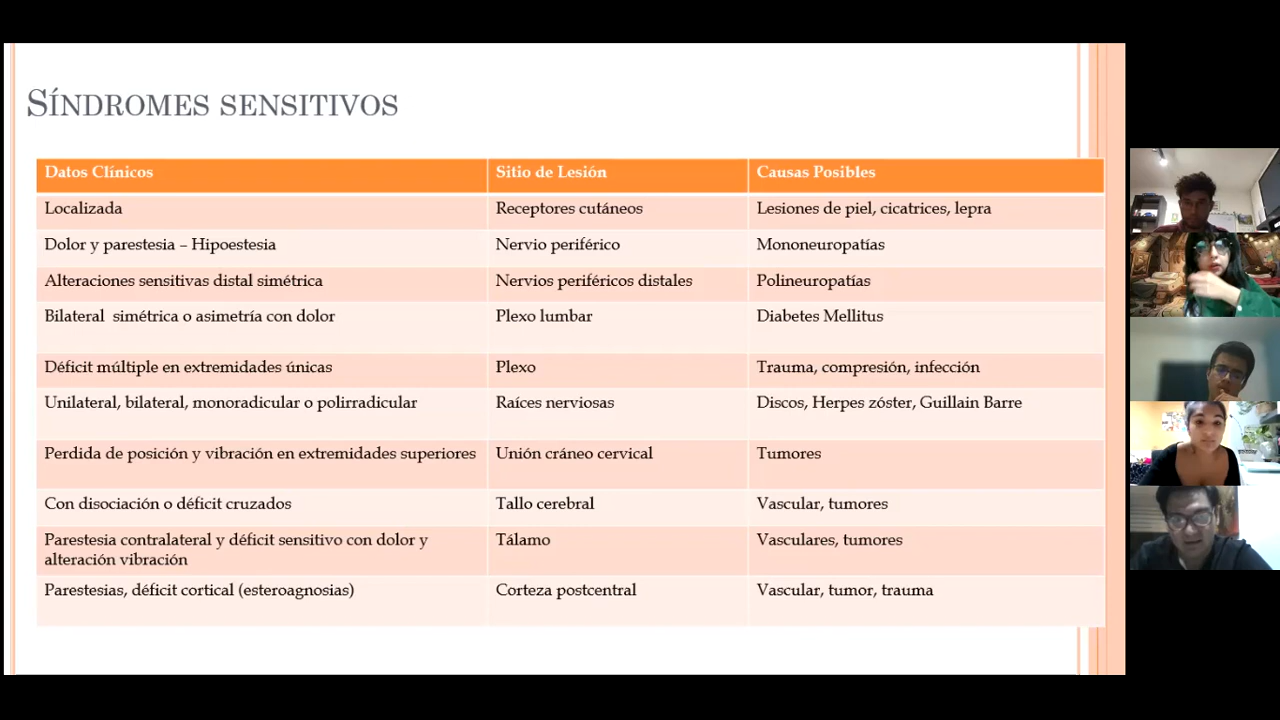 SÍNDROMES SENSITIVOS
Datos Clínicos Sitio de Lesión Causas Posibles
Localizada Receptores cutáneos Lesiones de piel, cicatrices, lepra
Dolor y parestesia – Hipoestesia Nervio periférico Mononeuropatías
Alteraciones sensitivas distal simétrica Nervios periféricos distales Polineuropatías
Bilateral simétrica o asimetría con dolor Plexo lumbar Diabetes Mellitus
Déficit múltiple en extremidades únicas Plexo Trauma, compresión, infección
Unilateral, bilateral, monoradicular o polirradicular Raíces nerviosas Discos, Herpes zóster, Guillain Barre
Perdida de posición y vibración en extremidades superiores Unión cráneo cervical Tumores
Con disociación o déficit cruzados Tallo cerebral Vascular, tumores
Parestesia contralateral y déficit sensitivo con dolor y Tálamo Vasculares, tumores
alteración vibración
Parestesias, déficit cortical (esteroagnosias) Corteza postcentral Vascular, tumor, trauma